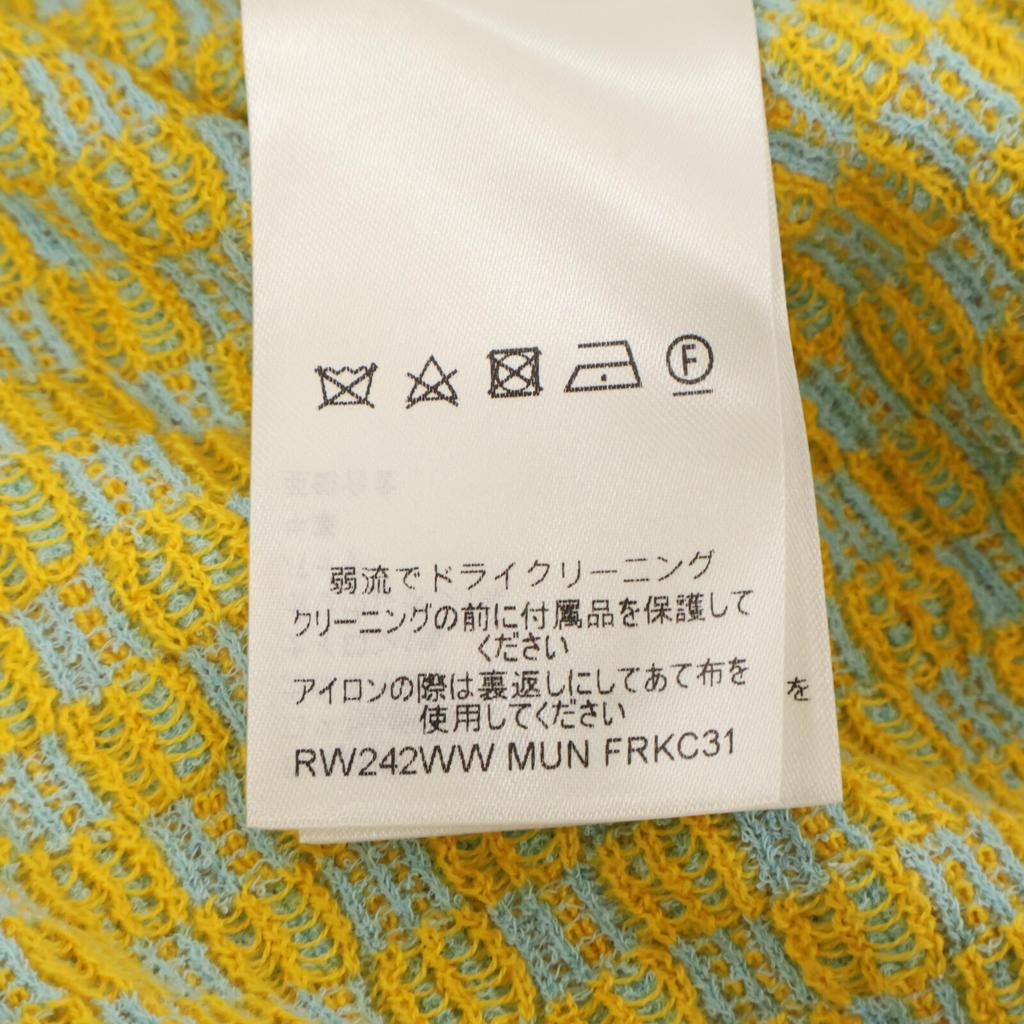 F
弱流でドライクリーニング
クリーニングの前に付属品を保護して
ください
アイロンの際は裏返しにしてあて布を
使用してください
RW242WW MUN FRKC31
を